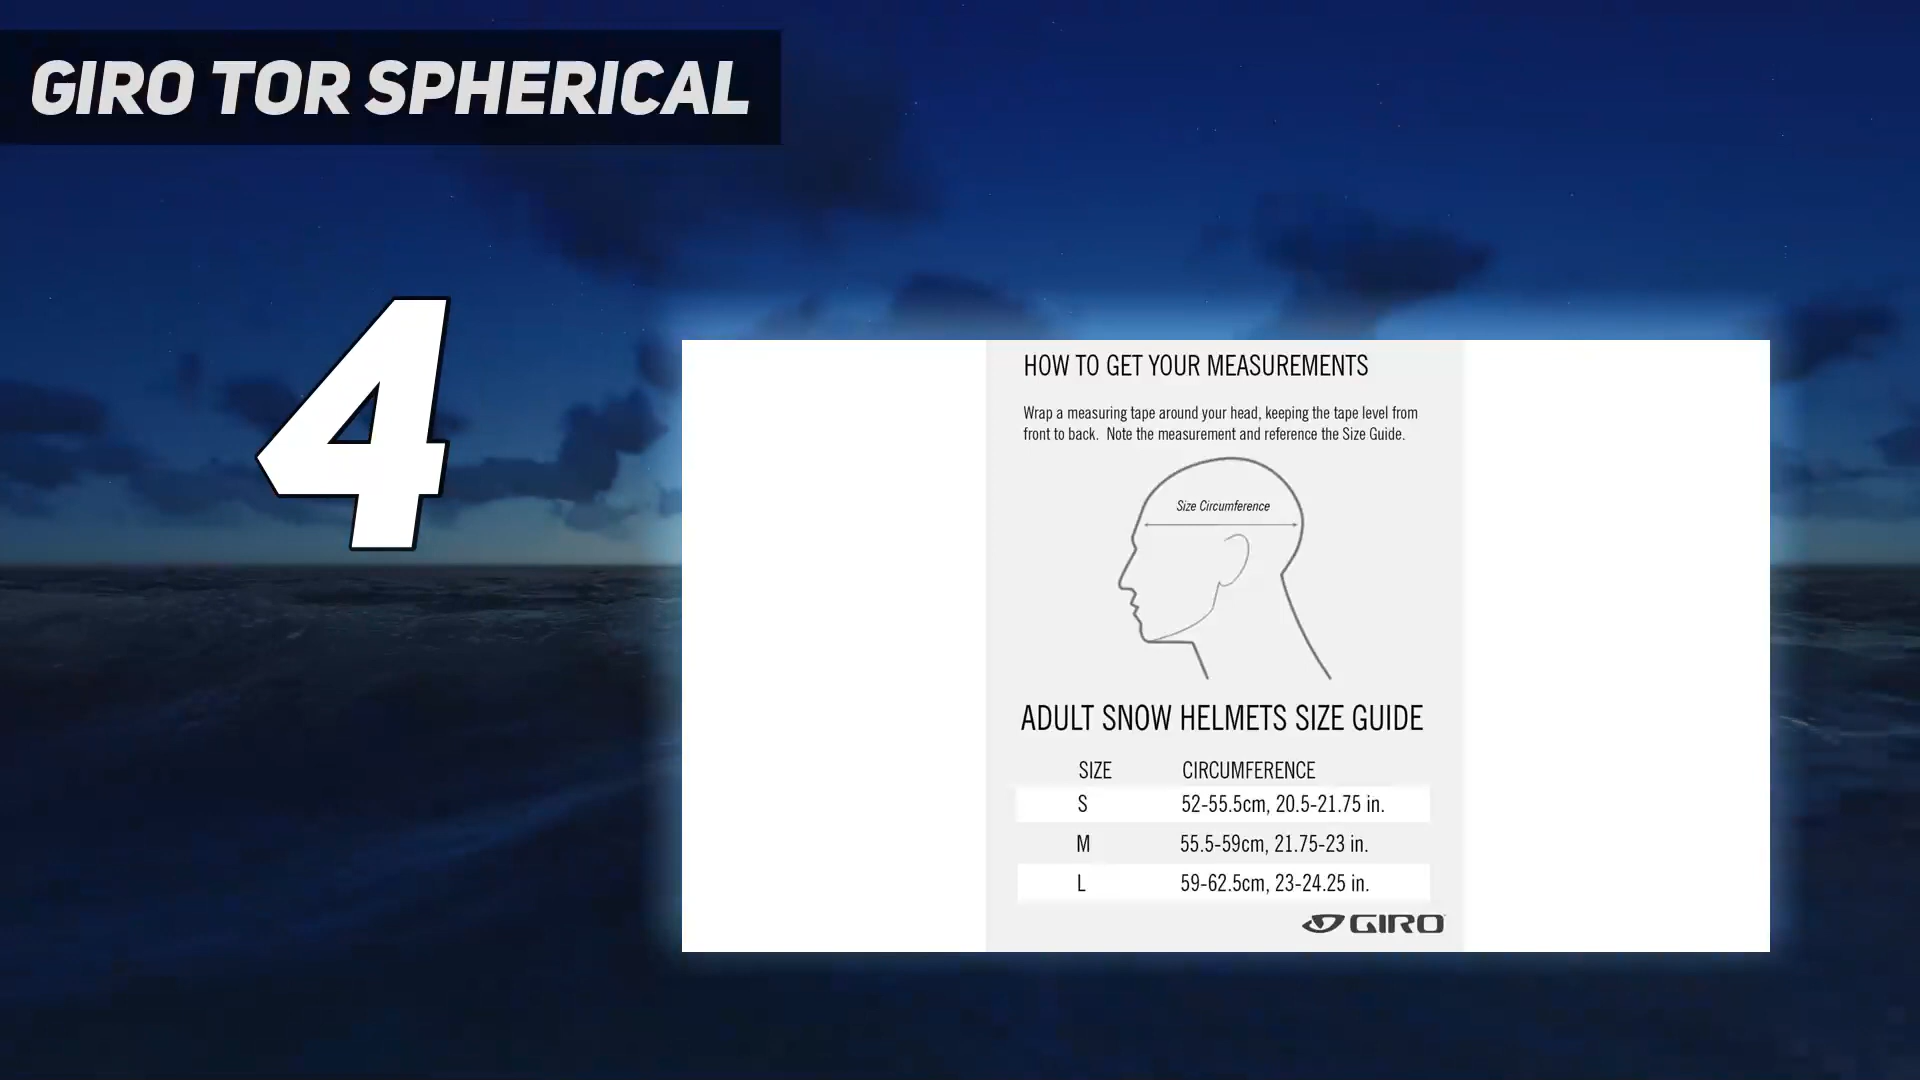 GIRO TOR SPHERICAL
4
HOW TO GET YOUR MEASUREMENTS
Wrap a measuring tape around your head, keeping the tape level from
front to back.  Note the measurement and reference the Size Guide.
Size Circumference
ADULT SNOW HELMETS SIZE GUIDE
SIZE CIRCUMFERENCE
S 52-55.5cm, 20.5-21.75 in.
M 55.5-59cm, 21.75-23 in.
L 59-62.5cm, 23-24.25 in.
GIRO